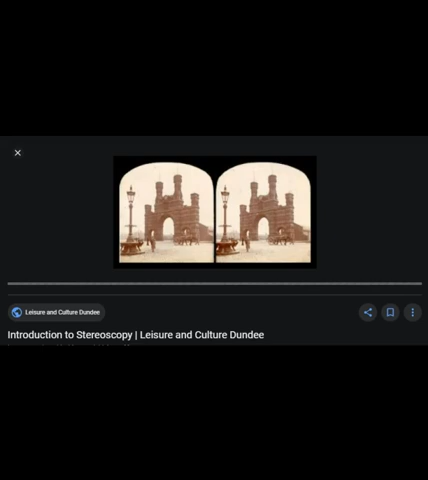 Leisure and Culture Dundee
Introduction to Stereoscopy | Leisure and Culture Dundee